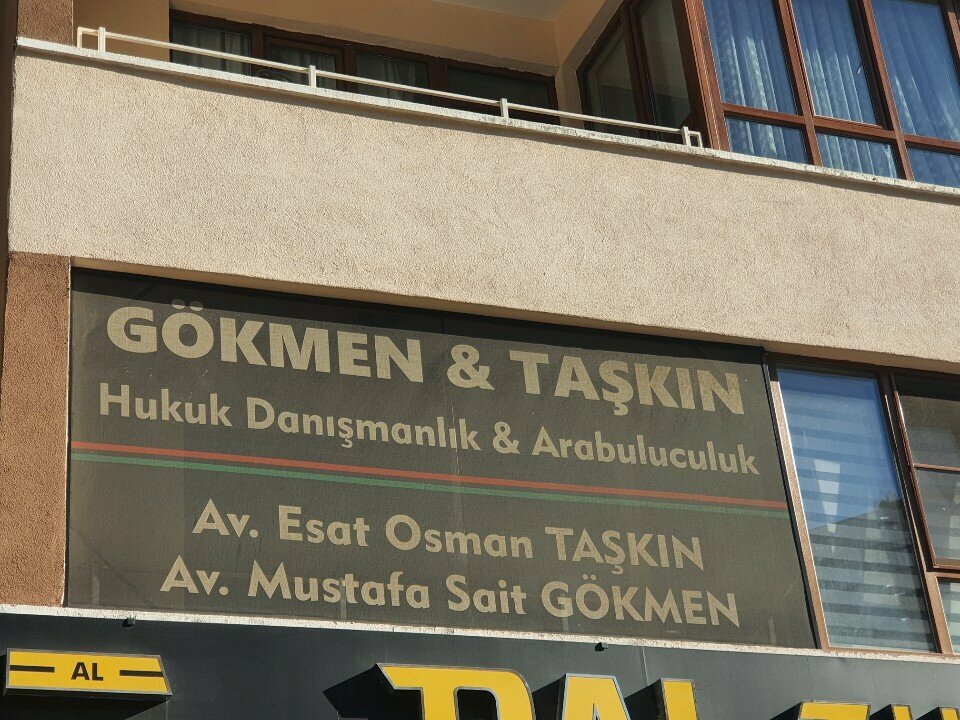 GÖKMEN & TAŞKIN
Hukuk Danışmanlık & Arabuluculuk
Av. Esat Osman TAŞKIN
Av. Mustafa Sait GÖKMEN
AL